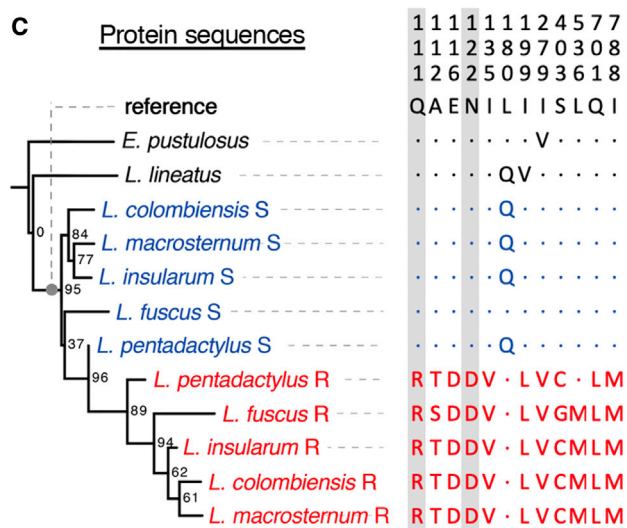 c
Protein sequences
1 1 1 1 1 1 1 2 4 5 7 7
1 1 1 2 3 8 9 7 0 3 0 8
1 2 6 2 5 0 9 9 3 6 1 8
reference Q A E N I L I I S L Q I
E. pustulosus · · · · · · · V · · · ·
L. lineatus · · · · · Q V · · · · ·
0
L. colombiensis S · · · · · Q · · · · · ·
84
L. macrosternum S · · · · · Q · · · · · ·
77
L. insularum S · · · · · Q · · · · · ·
95
L. fuscus S · · · · · · · · · · · ·
37
L. pentadactylus S · · · · · Q · · · · · ·
96
L. pentadactylus R R T D D V · L V C · L M
89
L. fuscus R R S D D V · L V G M L M
94
L. insularum R R T D D V · L V C M L M
62
L. colombiensis R R T D D V · L V C M L M
61
L. macrosternum R R T D D V · L V C M L M